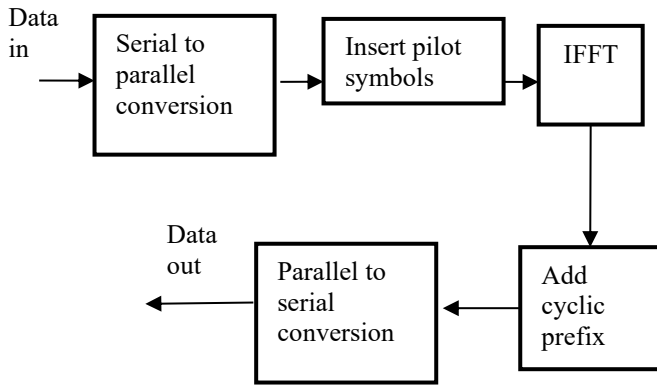 Data
in
Serial to
parallel
conversion
Insert pilot
symbols
IFFT
Add
cyclic
prefix
Parallel to
serial
conversion
Data
out